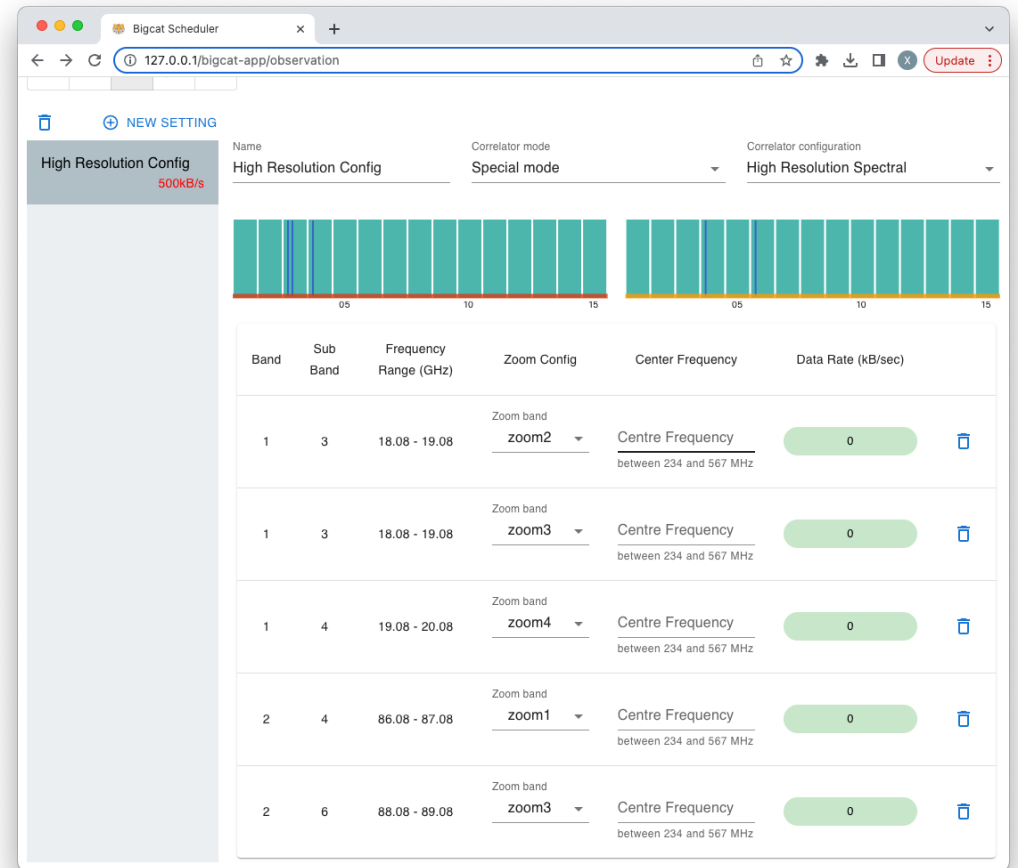 Bigcat Scheduler
127.0.0.1/bigcat-app/observation
X
Update
NEW SETTING
High Resolution Config
500kB/s
Name
High Resolution Config
Correlator mode
Special mode
Correlator configuration
High Resolution Spectral
05 10 15
05 10 15
Band
Sub Band
Frequency Range (GHz)
Zoom Config
Center Frequency
Data Rate (kB/sec)
Zoom band
1 3 18.08 - 19.08 zoom2 Centre Frequency 0
between 234 and 567 MHz
Zoom band
1 3 18.08 - 19.08 zoom3 Centre Frequency 0
between 234 and 567 MHz
Zoom band
1 4 19.08 - 20.08 zoom4 Centre Frequency 0
between 234 and 567 MHz
Zoom band
2 4 86.08 - 87.08 zoom1 Centre Frequency 0
between 234 and 567 MHz
Zoom band
2 6 88.08 - 89.08 zoom3 Centre Frequency 0
between 234 and 567 MHz